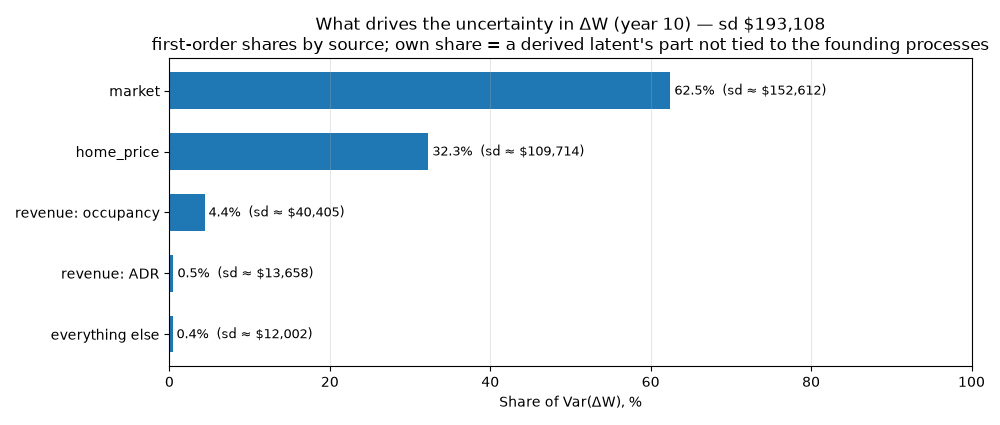 What drives the uncertainty in ΔW (year 10) — sd $193,108
first-order shares by source; own share = a derived latent's part not tied to the founding processes
market
62.5%  (sd ≈ $152,612)
home_price
32.3%  (sd ≈ $109,714)
revenue: occupancy
4.4%  (sd ≈ $40,405)
revenue: ADR
0.5%  (sd ≈ $13,658)
everything else
0.4%  (sd ≈ $12,002)
0 20 40 60 80 100
Share of Var(ΔW), %